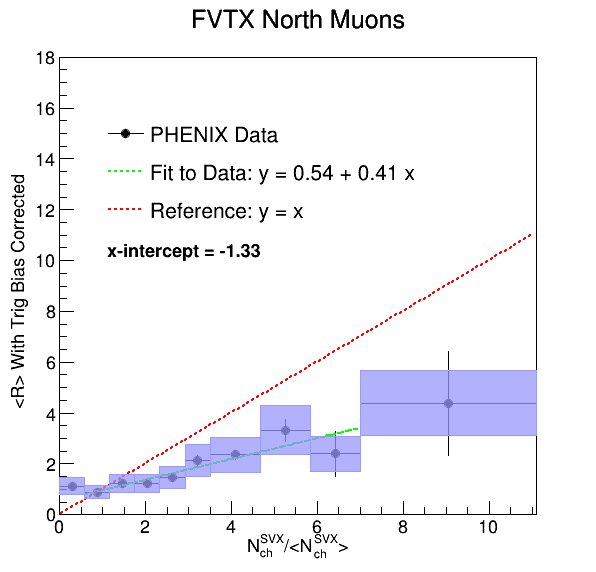 FVTX North Muons
18
16
14
12
10
8
6
4
2
0
<R> With Trig Bias Corrected
PHENIX Data
Fit to Data: y = 0.54 + 0.41 x
Reference: y = x
x-intercept = -1.33
0 2 4 6 8 10
N_ch^SVX/<N_ch^SVX>